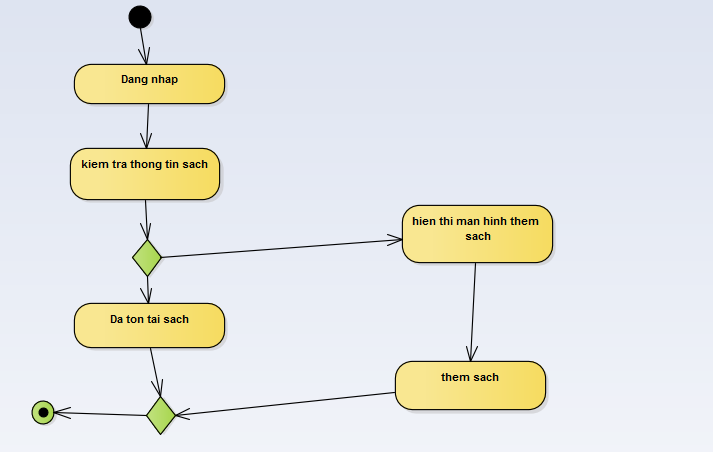 Dang nhap
kiem tra thong tin sach
hien thi man hinh them
sach
Da ton tai sach
them sach